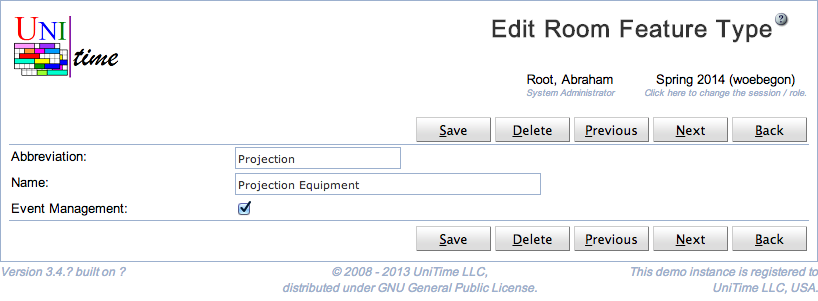 UNI
time
Edit Room Feature Type ?
Root, Abraham
System Administrator
Spring 2014 (woebegon)
Click here to change the session / role.
Save Delete Previous Next Back
Abbreviation: Projection
Name: Projection Equipment
Event Management:
Save Delete Previous Next Back
Version 3.4.? built on ?
© 2008 - 2013 UniTime LLC,
distributed under GNU General Public License.
This demo instance is registered to
UniTime LLC, USA.